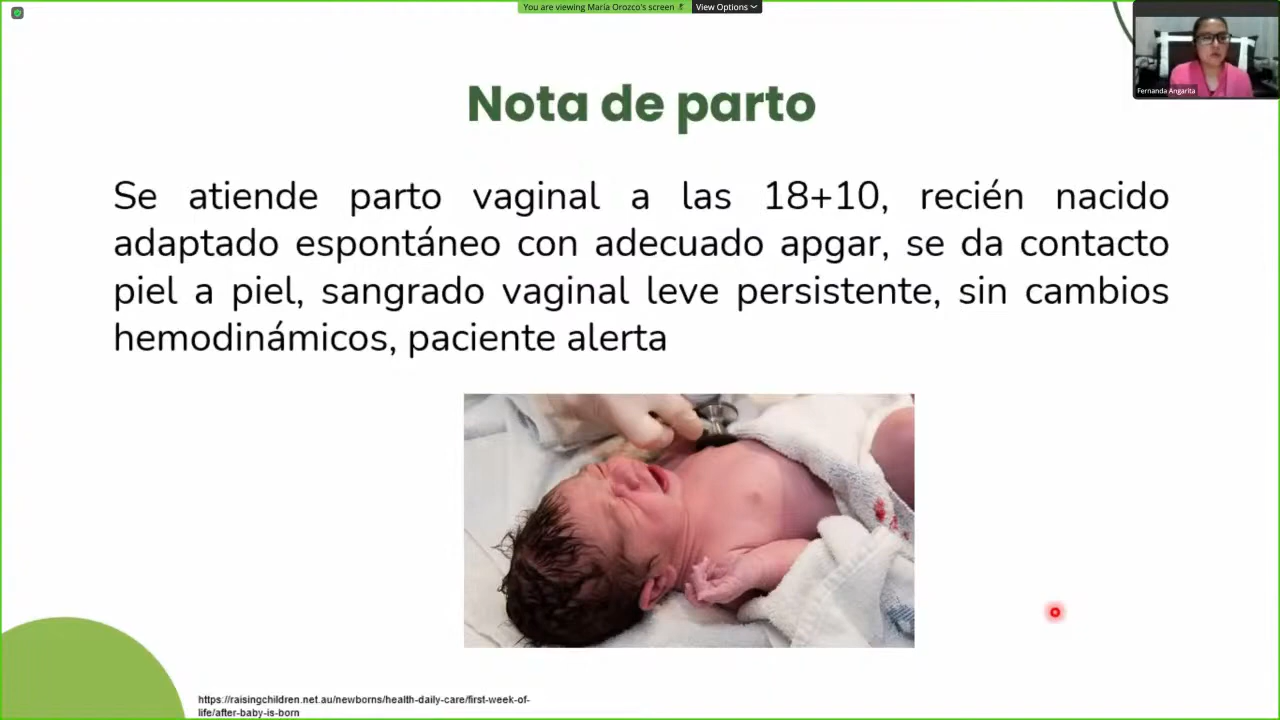 You are viewing María Orozco's screen
View Options
Fernanda Angarita
Nota de parto
Se atiende parto vaginal a las 18+10, recién nacido
adaptado espontáneo con adecuado apgar, se da contacto
piel a piel, sangrado vaginal leve persistente, sin cambios
hemodinámicos, paciente alerta
https://raisingchildren.net.au/newborns/health-daily-care/first-week-of-
life/after-baby-is-born